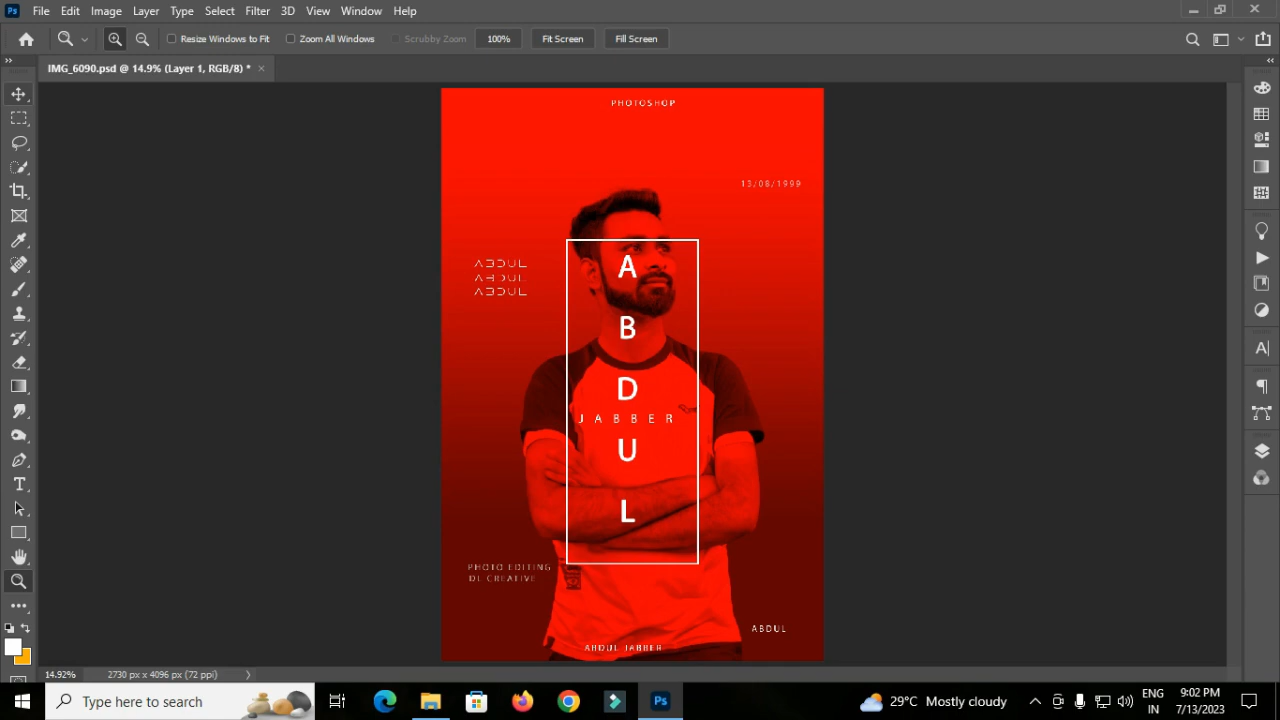 Ps File Edit Image Layer Type Select Filter 3D View Window Help
Resize Windows to Fit Zoom All Windows Scrubby Zoom 100% Fit Screen Fill Screen
IMG_6090.psd @ 14.9% (Layer 1, RGB/8) *
PHOTOSHOP
13/08/1999
ABDUL
ABDUL
ABDUL
A
B
D
JABBER
U
L
PHOTO EDITING
DL CREATIVE
ABDUL
ABDUL JABBER
14.92% 2730 px x 4096 px (72 ppi)
Type here to search
Ps
29°C Mostly cloudy
ENG
IN
9:02 PM
7/13/2023